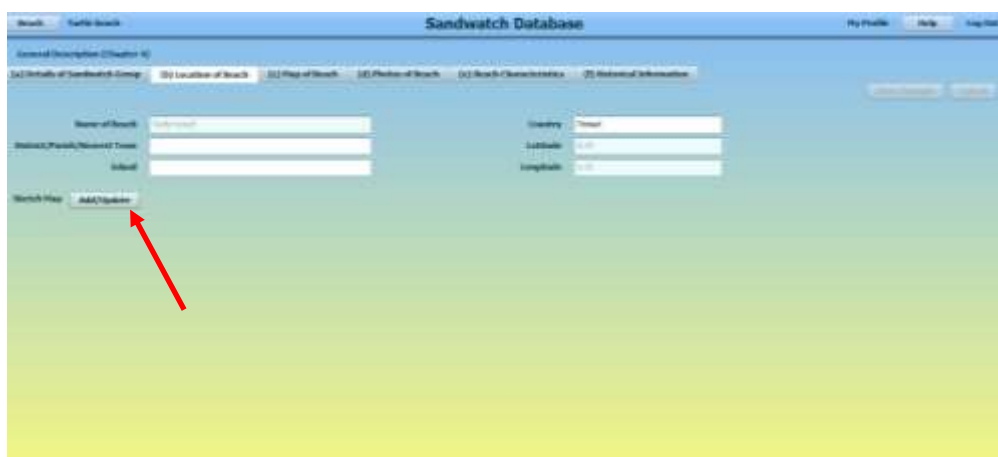 Beach Turtle Beach Sandwatch Database My Profile Help Log Out
General Description (Chapter 4)
(a) Details of Sandwatch Group (b) Location of Beach (c) Map of Beach (d) Photos of Beach (e) Beach Characteristics (f) Historical Information
Name of Beach Country
District/Parish/Nearest Town Latitude
Island Longitude
Sketch Map Add/Update